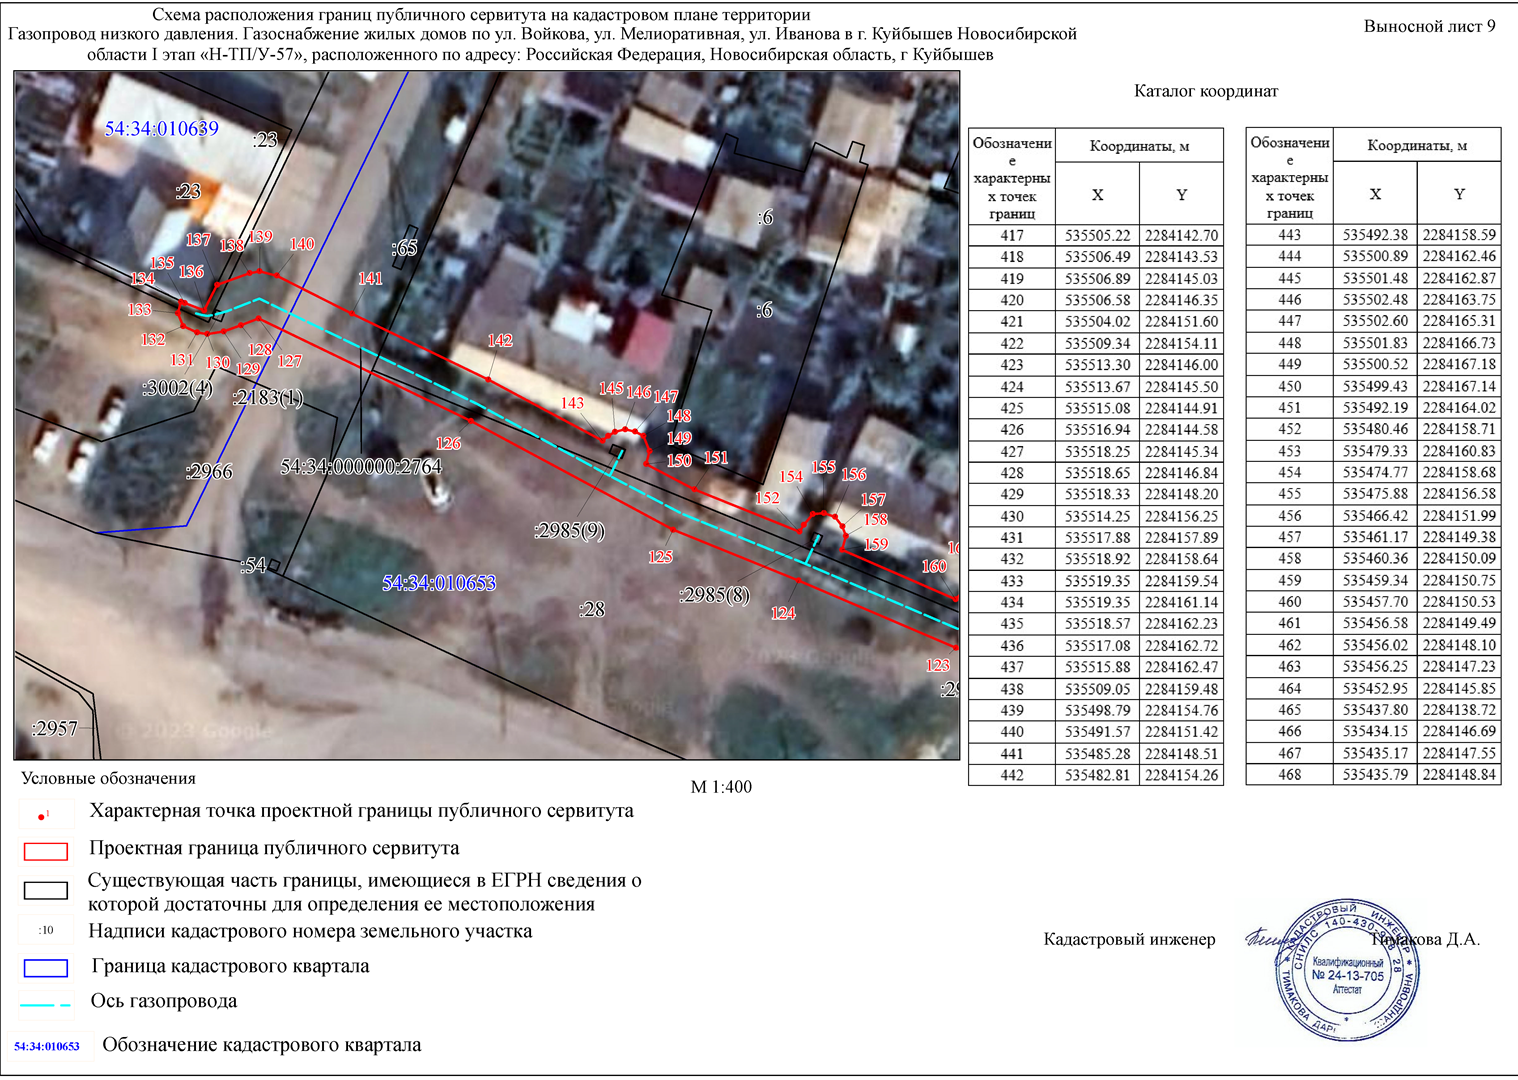 Схема расположения границ публичного сервитута на кадастровом плане территории
Газопровод низкого давления. Газоснабжение жилых домов по ул. Войкова, ул. Мелиоративная, ул. Иванова в г. Куйбышев Новосибирской
области I этап «Н-ТП/У-57», расположенного по адресу: Российская Федерация, Новосибирская область, г Куйбышев
Выносной лист 9
54:34:010639
:23
:23
:65
:6
:6
137
138
139
140
135
136
134
133
132
131
130
129
128
127
141
142
143
145
146
147
148
149
150
151
126
152
154
155
156
157
158
159
160
125
124
123
:3002(4)
:2183(1)
:2966
54:34:000000:2764
:2985(9)
:2985(8)
:54
54:34:010653
:28
:2957
2023 Google
Каталог координат
Обозначени
е
характерны
х точек
границ
Координаты, м
X Y
417 535505.22 2284142.70
418 535506.49 2284143.53
419 535506.89 2284145.03
420 535506.58 2284146.35
421 535504.02 2284151.60
422 535509.34 2284154.11
423 535513.30 2284146.00
424 535513.67 2284145.50
425 535515.08 2284144.91
426 535516.94 2284144.58
427 535518.25 2284145.34
428 535518.65 2284146.84
429 535518.33 2284148.20
430 535514.25 2284156.25
431 535517.88 2284157.89
432 535518.92 2284158.64
433 535519.35 2284159.54
434 535519.35 2284161.14
435 535518.57 2284162.23
436 535517.08 2284162.72
437 535515.88 2284162.47
438 535509.05 2284159.48
439 535498.79 2284154.76
440 535491.57 2284151.42
441 535485.28 2284148.51
442 535482.81 2284154.26
Обозначени
е
характерны
х точек
границ
Координаты, м
X Y
443 535492.38 2284158.59
444 535500.89 2284162.46
445 535501.48 2284162.87
446 535502.48 2284163.75
447 535502.60 2284165.31
448 535501.83 2284166.73
449 535500.52 2284167.18
450 535499.43 2284167.14
451 535492.19 2284164.02
452 535480.46 2284158.71
453 535479.33 2284160.83
454 535474.77 2284158.68
455 535475.88 2284156.58
456 535466.42 2284151.99
457 535461.17 2284149.38
458 535460.36 2284150.09
459 535459.34 2284150.75
460 535457.70 2284150.53
461 535456.58 2284149.49
462 535456.02 2284148.10
463 535456.25 2284147.23
464 535452.95 2284145.85
465 535437.80 2284138.72
466 535434.15 2284146.69
467 535435.17 2284147.55
468 535435.79 2284148.84
Условные обозначения
М 1:400
1
Характерная точка проектной границы публичного сервитута
Проектная граница публичного сервитута
Существующая часть границы, имеющиеся в ЕГРН сведения о
которой достаточны для определения ее местоположения
:10
Надписи кадастрового номера земельного участка
Граница кадастрового квартала
Ось газопровода
54:34:010653
Обозначение кадастрового квартала
Кадастровый инженер
Тимакова Д.А.
КАДАСТРОВЫЙ ИНЖЕНЕР
СНИЛС 140-430-
28
Квалификационный
№ 24-13-705
Аттестат
ТИМАКОВА